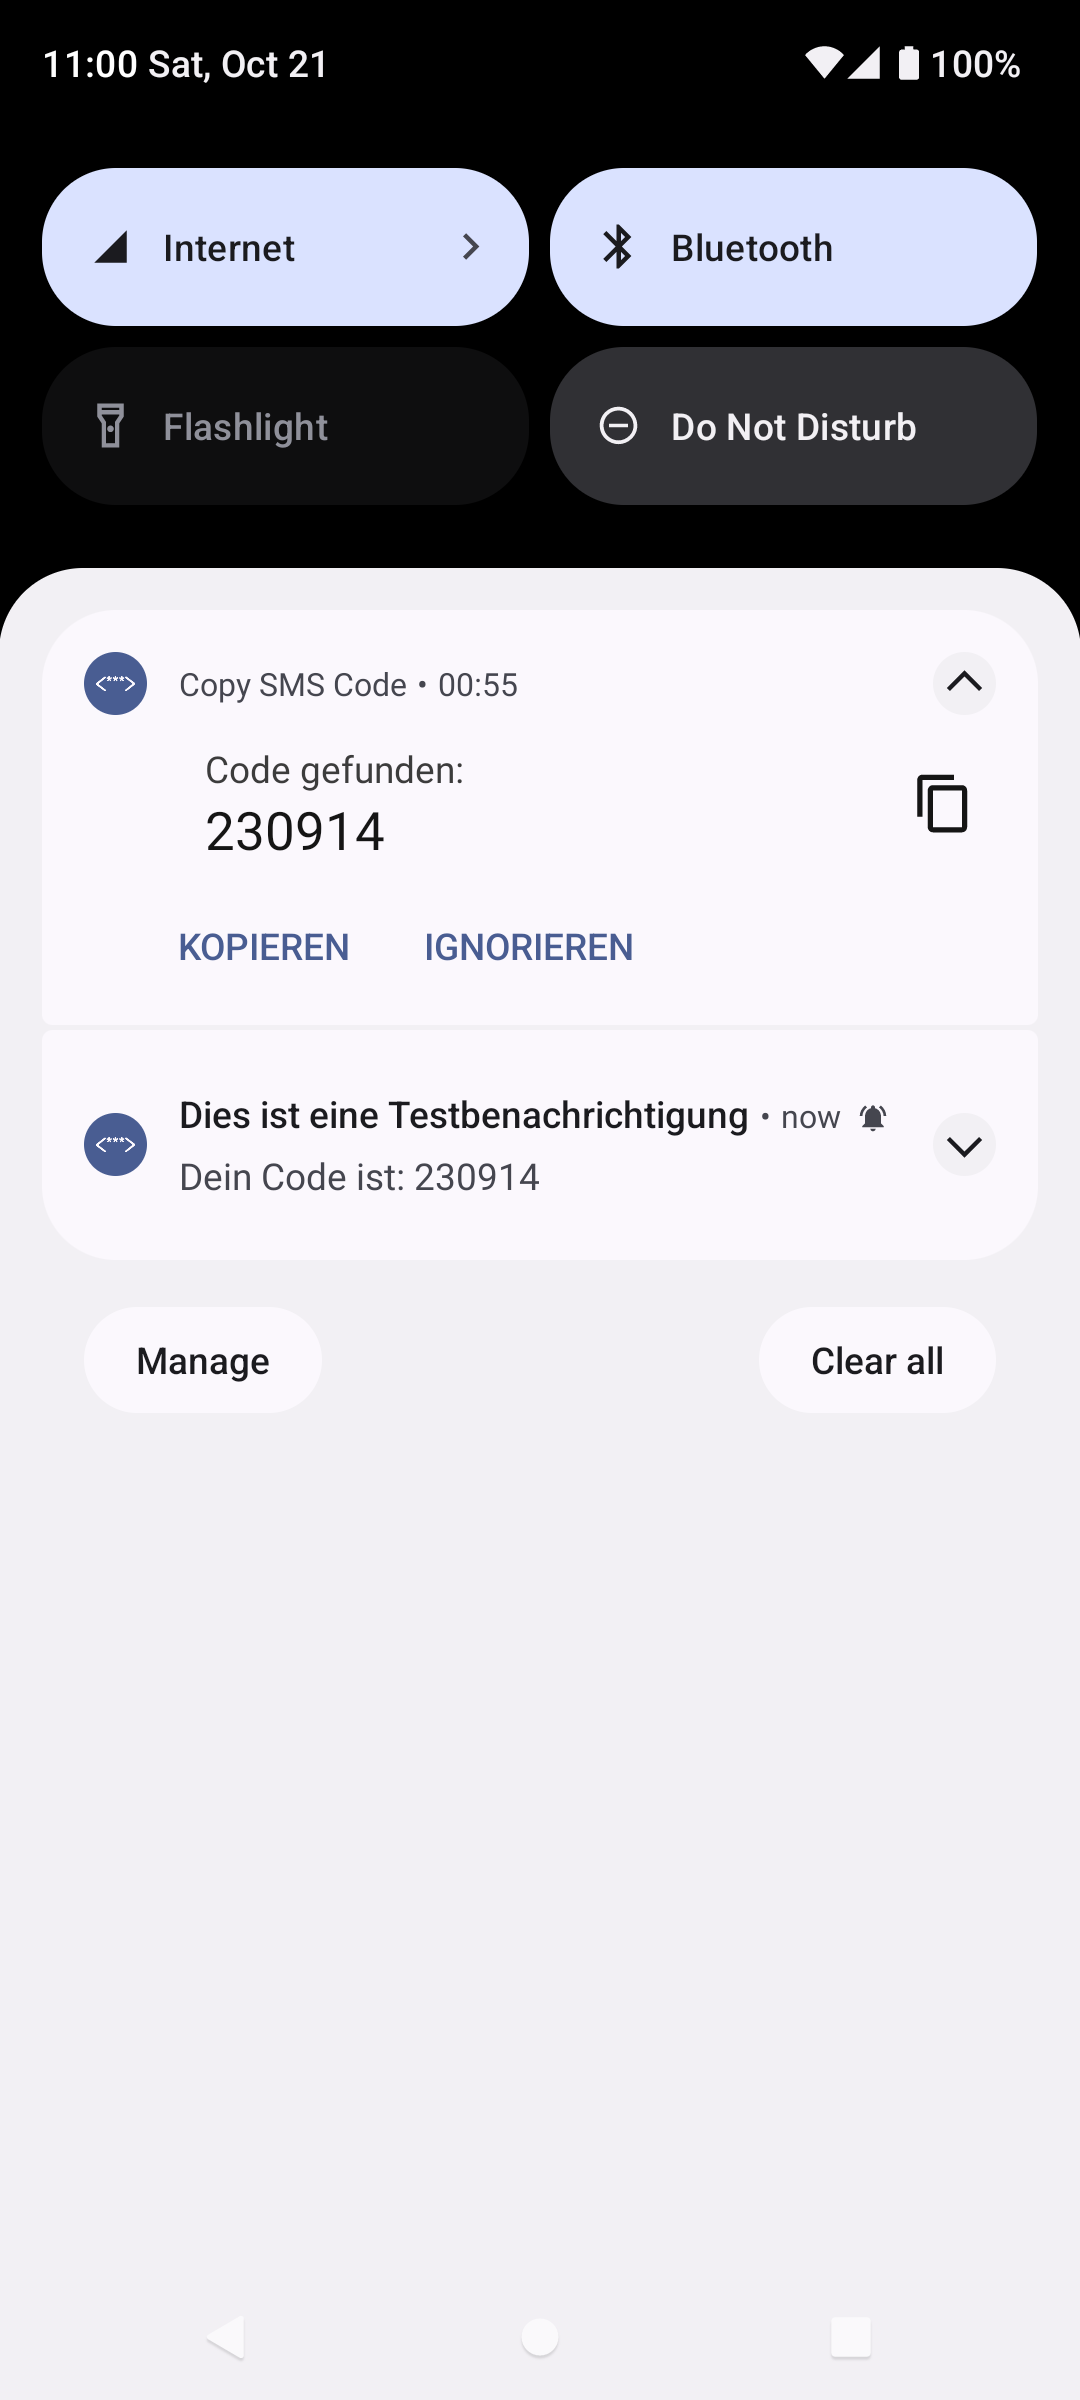 11:00 Sat, Oct 21 100%
Internet
Bluetooth
Flashlight
Do Not Disturb
<***> Copy SMS Code • 00:55
Code gefunden:
230914
KOPIEREN IGNORIEREN
<***> Dies ist eine Testbenachrichtigung • now
Dein Code ist: 230914
Manage
Clear all